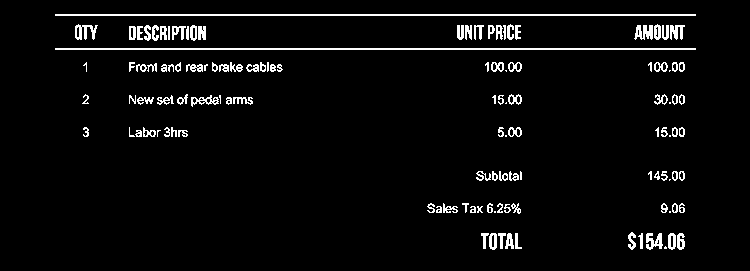 QTY DESCRIPTION UNIT PRICE AMOUNT
1 Front and rear brake cables 100.00 100.00
2 New set of pedal arms 15.00 30.00
3 Labor 3hrs 5.00 15.00
Subtotal 145.00
Sales Tax 6.25% 9.06
TOTAL $154.06